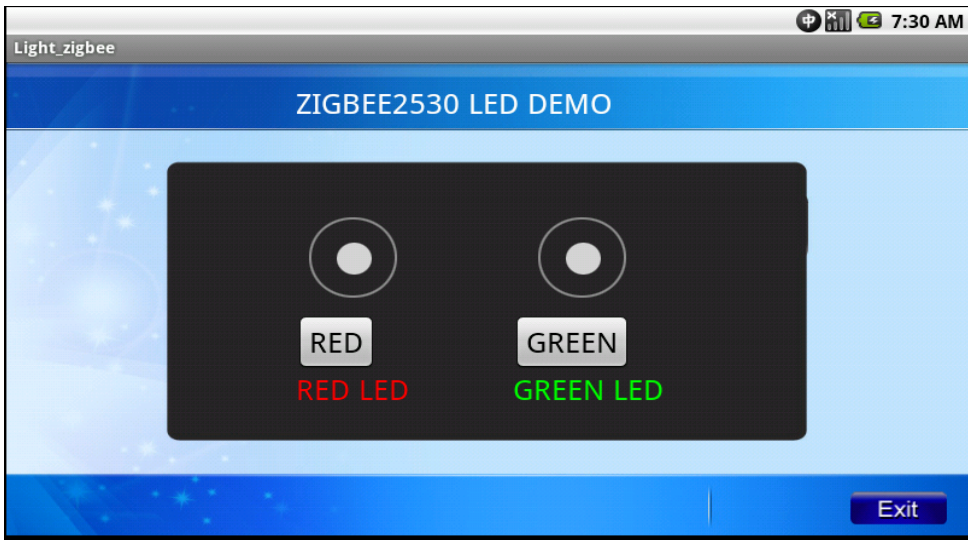 中 7:30 AM
Light_zigbee
ZIGBEE2530 LED DEMO
RED GREEN
RED LED GREEN LED
Exit